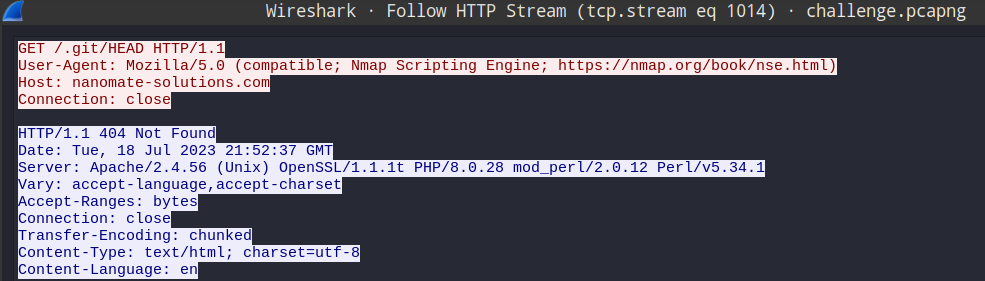 Wireshark · Follow HTTP Stream (tcp.stream eq 1014) · challenge.pcapng
GET /.git/HEAD HTTP/1.1
User-Agent: Mozilla/5.0 (compatible; Nmap Scripting Engine; https://nmap.org/book/nse.html)
Host: nanomate-solutions.com
Connection: close
HTTP/1.1 404 Not Found
Date: Tue, 18 Jul 2023 21:52:37 GMT
Server: Apache/2.4.56 (Unix) OpenSSL/1.1.1t PHP/8.0.28 mod_perl/2.0.12 Perl/v5.34.1
Vary: accept-language,accept-charset
Accept-Ranges: bytes
Connection: close
Transfer-Encoding: chunked
Content-Type: text/html; charset=utf-8
Content-Language: en